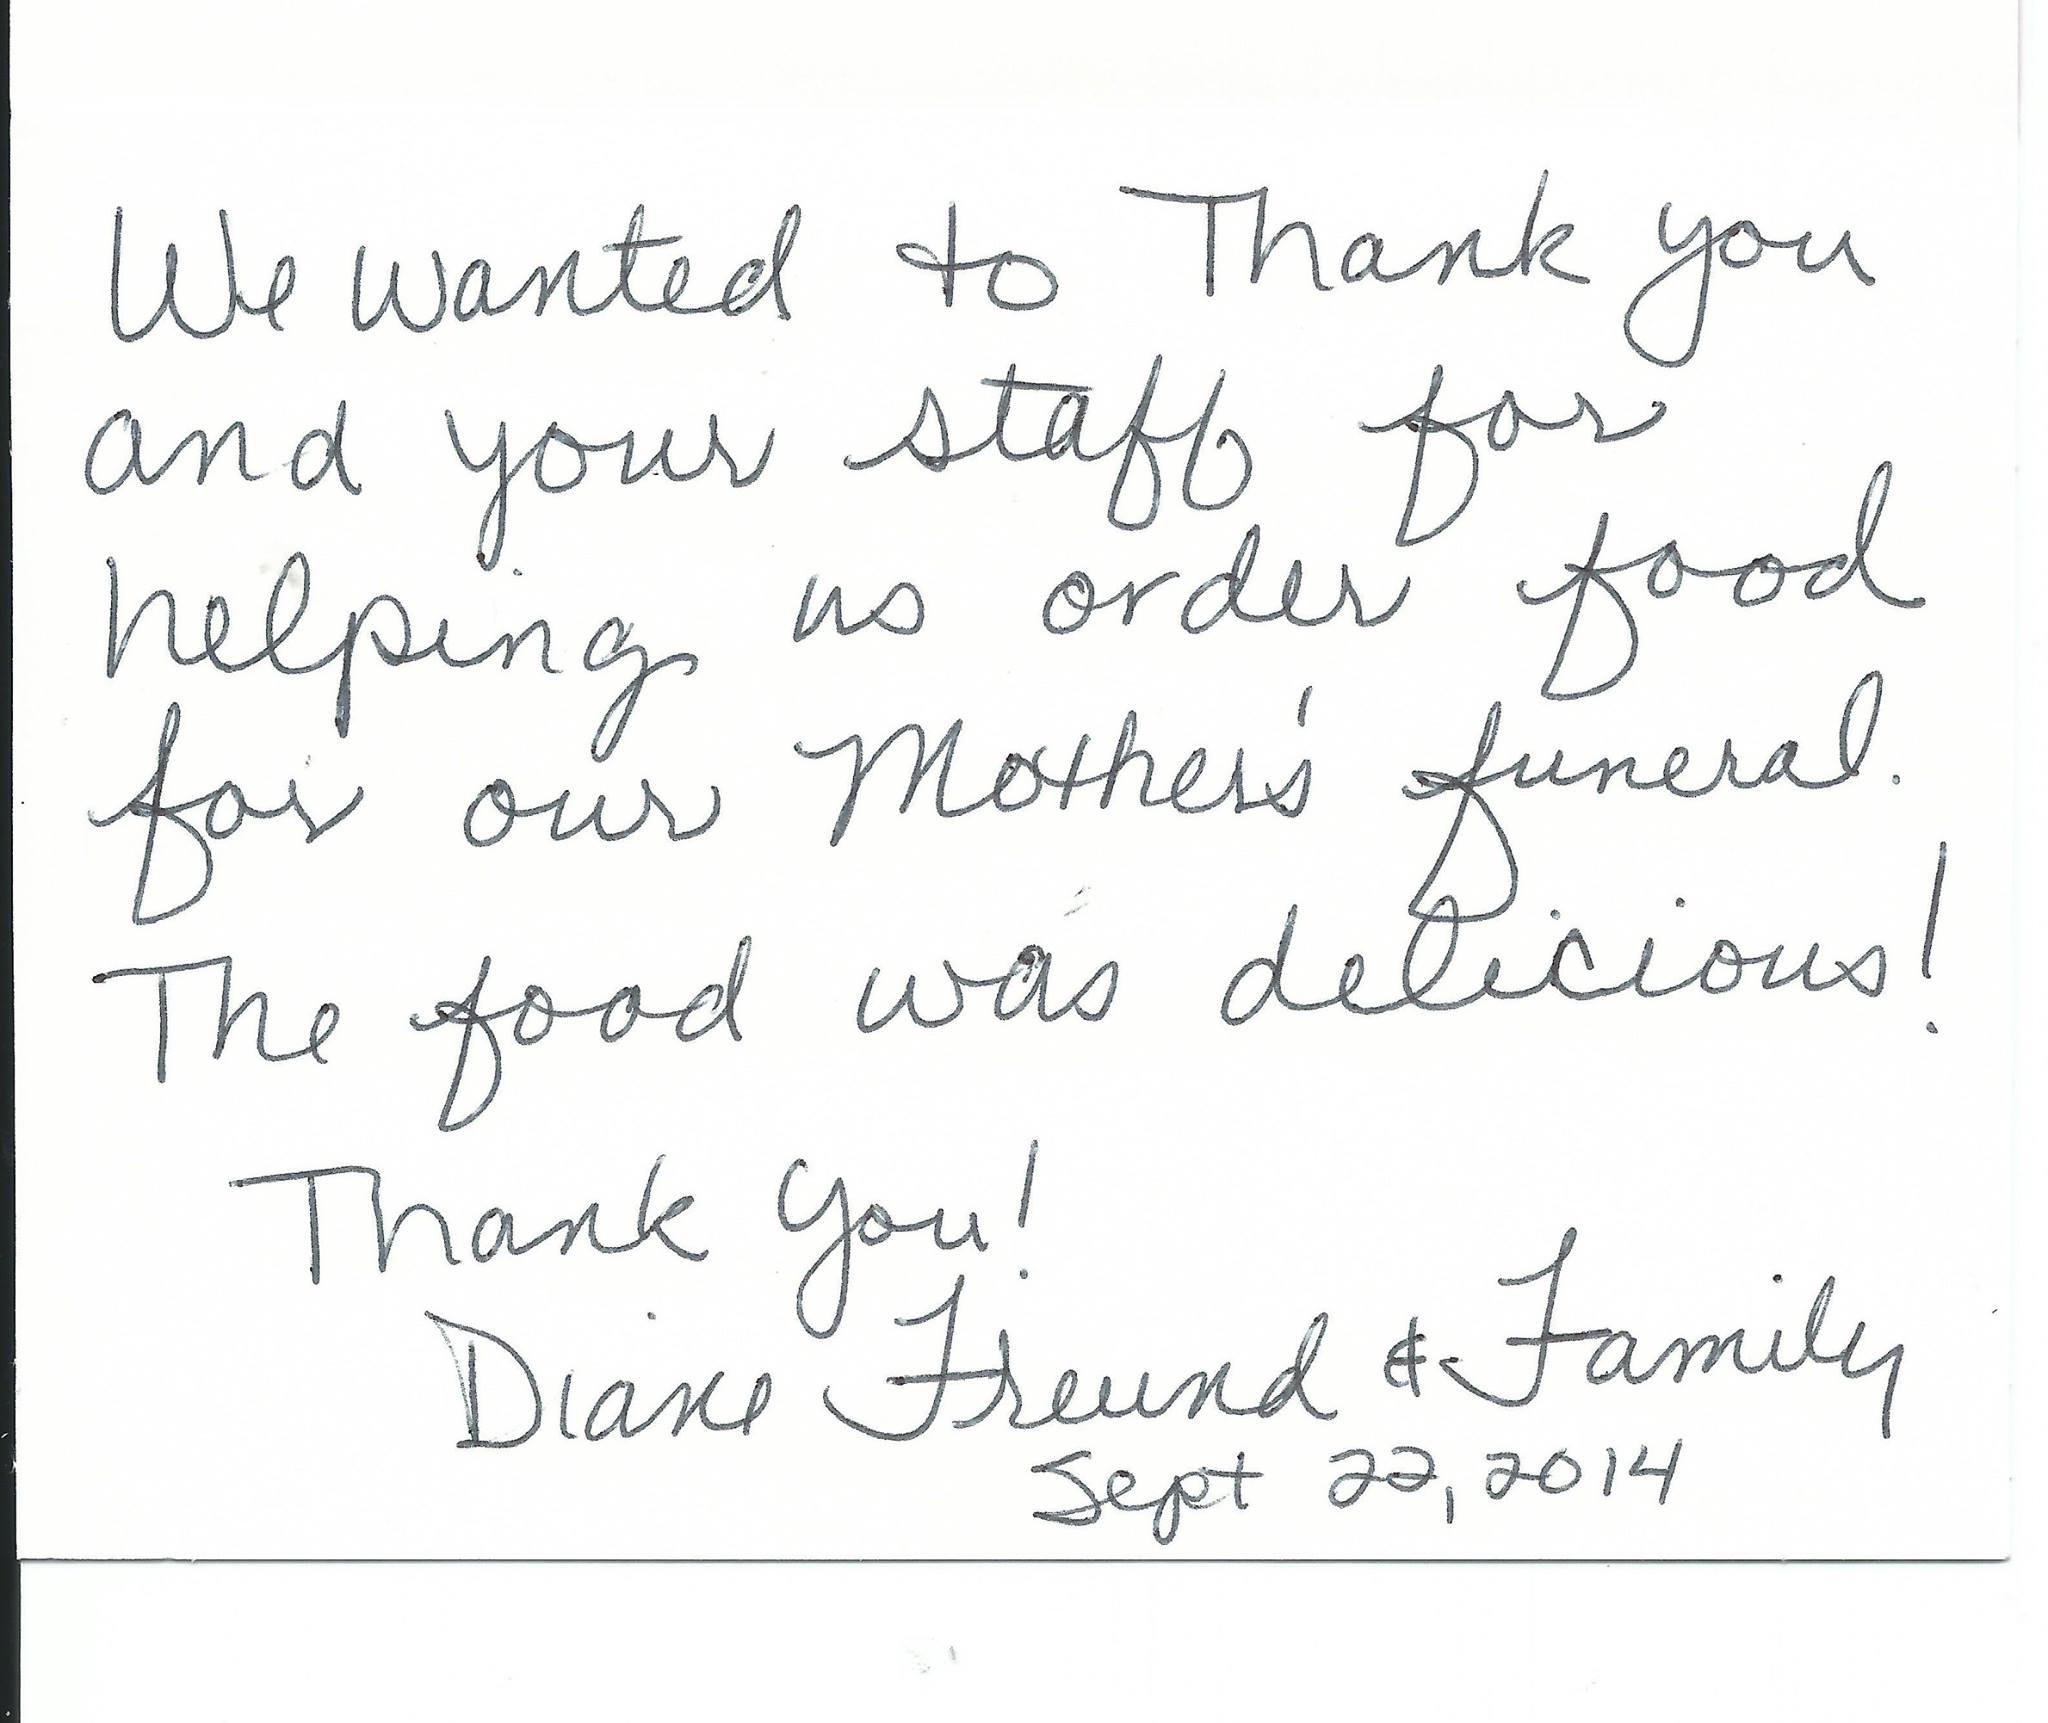 We wanted to Thank you
and your staff for
helping us order food
for our Mother's funeral.
The food was delicious!
Thank you!
Diane Freund & Family
Sept 22, 2014